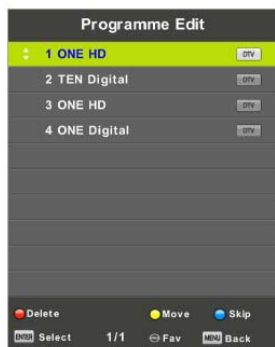 Programme Edit
1 ONE HD DTV
2 TEN Digital DTV
3 ONE HD DTV
4 ONE Digital DTV
Delete Move Skip
ENTER Select 1/1 Fav MENU Back